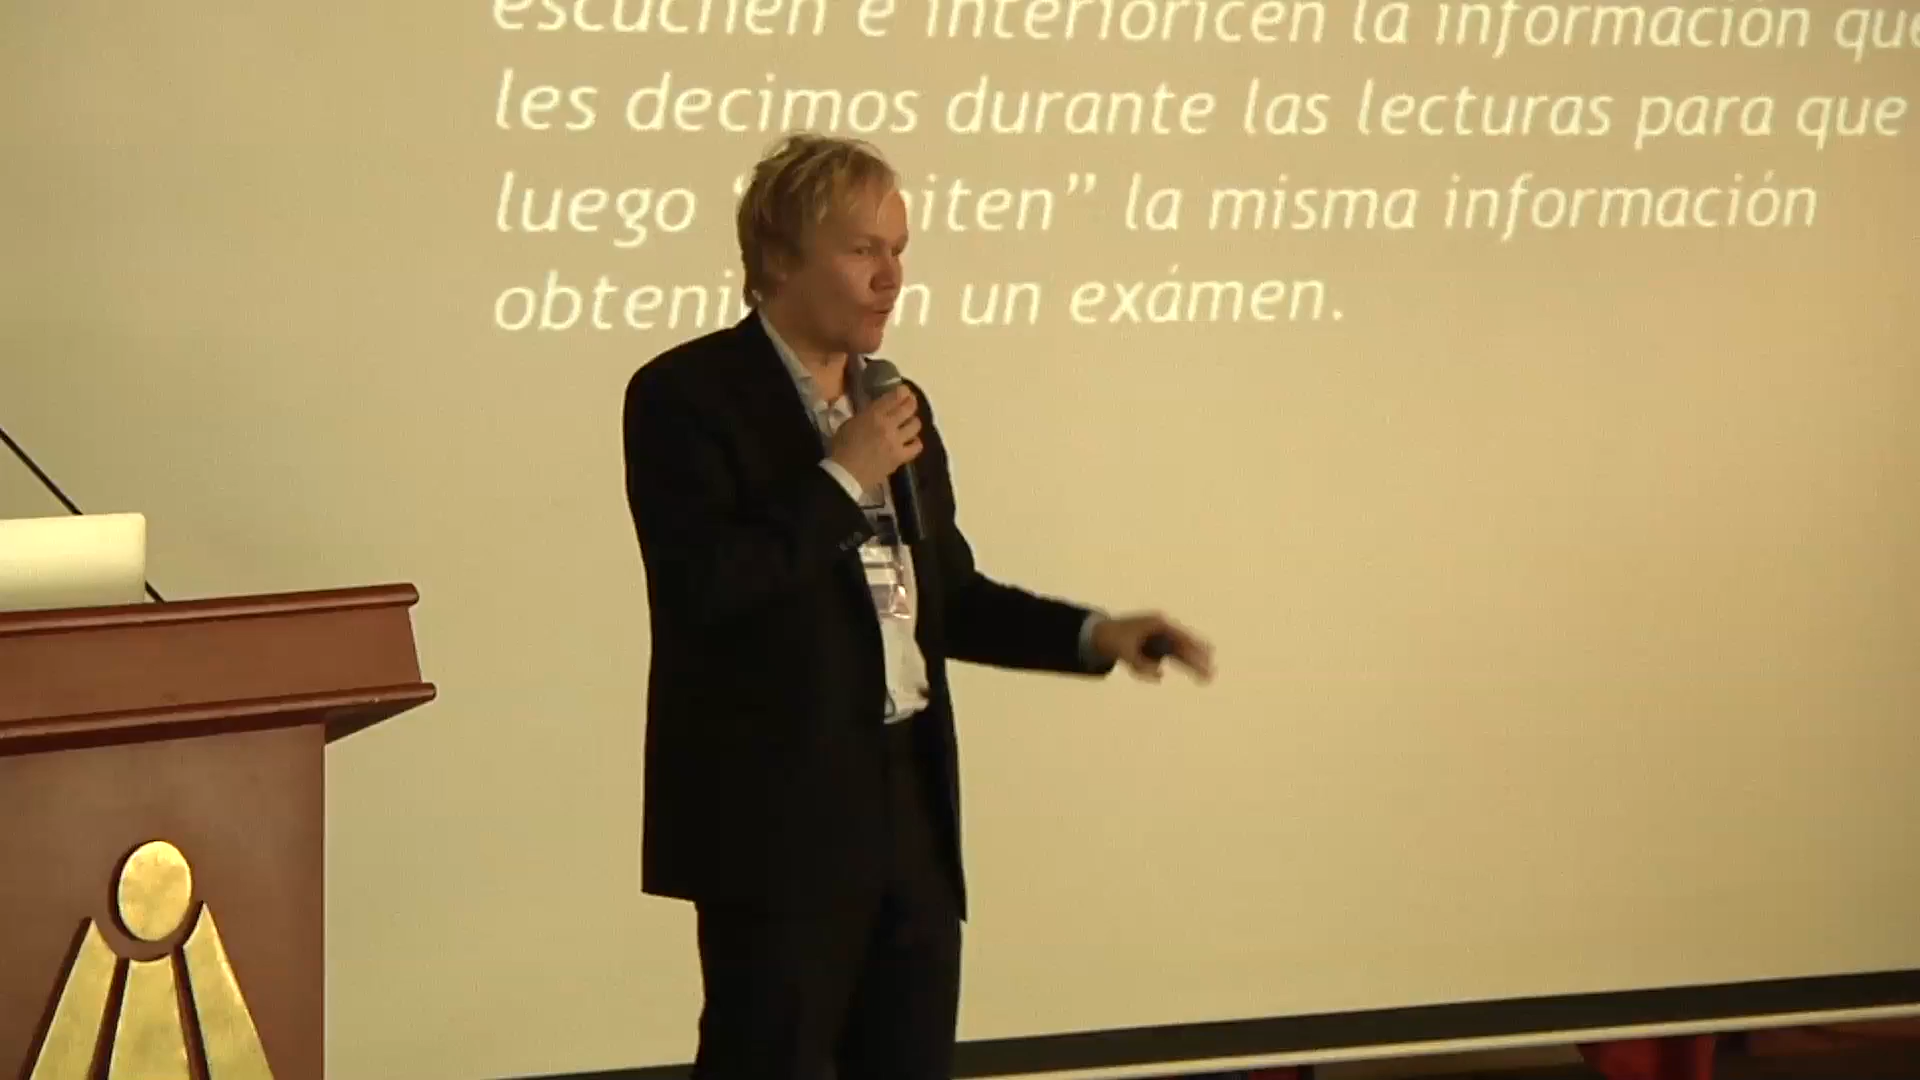 escuchen e interioricen la información que
les decimos durante las lecturas para que
luego la misma información
un exámen.